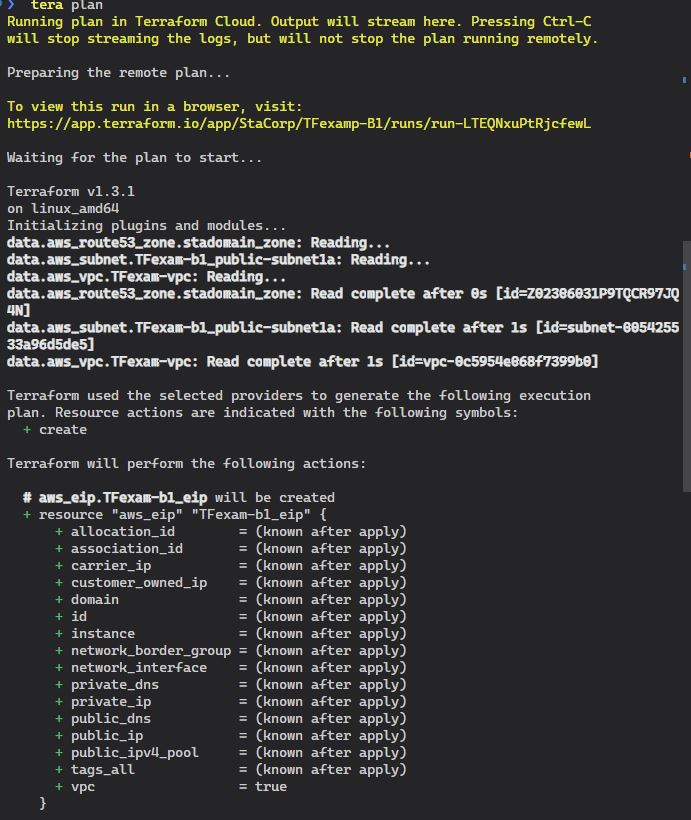 ❯ tera plan
Running plan in Terraform Cloud. Output will stream here. Pressing Ctrl-C
will stop streaming the logs, but will not stop the plan running remotely.
Preparing the remote plan...
To view this run in a browser, visit:
https://app.terraform.io/app/StaCorp/TFexamp-B1/runs/run-LTEQNxuPtRjcfewL
Waiting for the plan to start...
Terraform v1.3.1
on linux_amd64
Initializing plugins and modules...
data.aws_route53_zone.stadomain_zone: Reading...
data.aws_subnet.TFexam-b1_public-subnet1a: Reading...
data.aws_vpc.TFexam-vpc: Reading...
data.aws_route53_zone.stadomain_zone: Read complete after 0s [id=Z02306031P9TQCR97JQ
4N]
data.aws_subnet.TFexam-b1_public-subnet1a: Read complete after 1s [id=subnet-0054255
33a96d5de5]
data.aws_vpc.TFexam-vpc: Read complete after 1s [id=vpc-0c5954e068f7399b0]
Terraform used the selected providers to generate the following execution
plan. Resource actions are indicated with the following symbols:
+ create
Terraform will perform the following actions:
# aws_eip.TFexam-b1_eip will be created
+ resource "aws_eip" "TFexam-b1_eip" {
+ allocation_id = (known after apply)
+ association_id = (known after apply)
+ carrier_ip = (known after apply)
+ customer_owned_ip = (known after apply)
+ domain = (known after apply)
+ id = (known after apply)
+ instance = (known after apply)
+ network_border_group = (known after apply)
+ network_interface = (known after apply)
+ private_dns = (known after apply)
+ private_ip = (known after apply)
+ public_dns = (known after apply)
+ public_ip = (known after apply)
+ public_ipv4_pool = (known after apply)
+ tags_all = (known after apply)
+ vpc = true
}